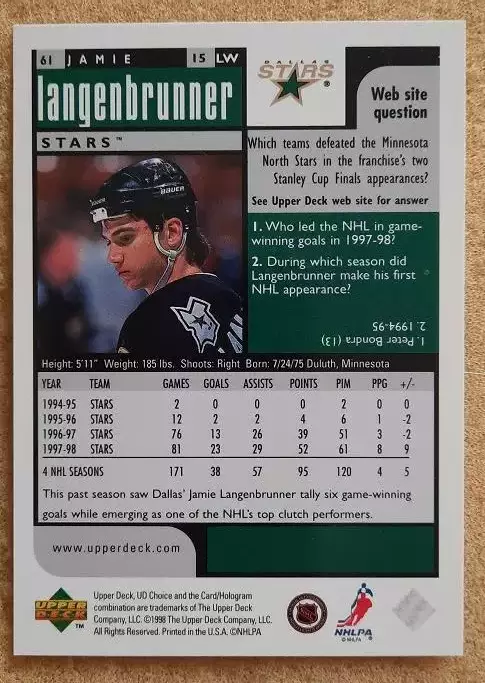 61 JAMIE 15 LW
langenbrunner
STARS™
DALLAS
STARS®
Web site
question
Which teams defeated the Minnesota
North Stars in the franchise's two
Stanley Cup Finals appearances?
See Upper Deck web site for answer
1. Who led the NHL in game-
winning goals in 1997-98?
2. During which season did
Langenbrunner make his first
NHL appearance?
1. Peter Bondra (13)
2. 1994-95
BAUER
BAUER
Height: 5'11" Weight: 185 lbs. Shoots: Right Born: 7/24/75 Duluth, Minnesota
YEAR TEAM GAMES GOALS ASSISTS POINTS PIM PPG +/-
1994-95 STARS 2 0 0 0 2 0 0
1995-96 STARS 12 2 2 4 6 1 -2
1996-97 STARS 76 13 26 39 51 3 -2
1997-98 STARS 81 23 29 52 61 8 9
4 NHL SEASONS 171 38 57 95 120 4 5
This past season saw Dallas' Jamie Langenbrunner tally six game-winning
goals while emerging as one of the NHL's top clutch performers.
www.upperdeck.com
UPPER
DECK
™
Upper Deck, UD Choice and the Card/Hologram
combination are trademarks of The Upper Deck
Company, LLC. ©1998 The Upper Deck Company, LLC.
All Rights Reserved. Printed in the U.S.A. ©NHLPA
NHLPA
© NHLPA